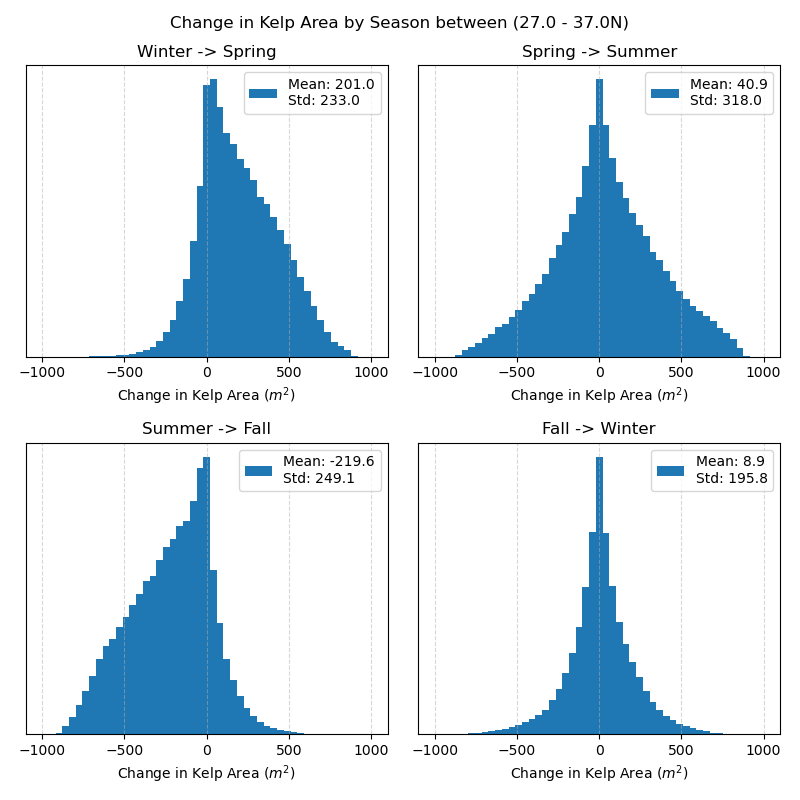 Change in Kelp Area by Season between (27.0 - 37.0N)
Winter -> Spring
Mean: 201.0
Std: 233.0
−1000 −500 0 500 1000
Change in Kelp Area (m²)
Spring -> Summer
Mean: 40.9
Std: 318.0
−1000 −500 0 500 1000
Change in Kelp Area (m²)
Summer -> Fall
Mean: -219.6
Std: 249.1
−1000 −500 0 500 1000
Change in Kelp Area (m²)
Fall -> Winter
Mean: 8.9
Std: 195.8
−1000 −500 0 500 1000
Change in Kelp Area (m²)